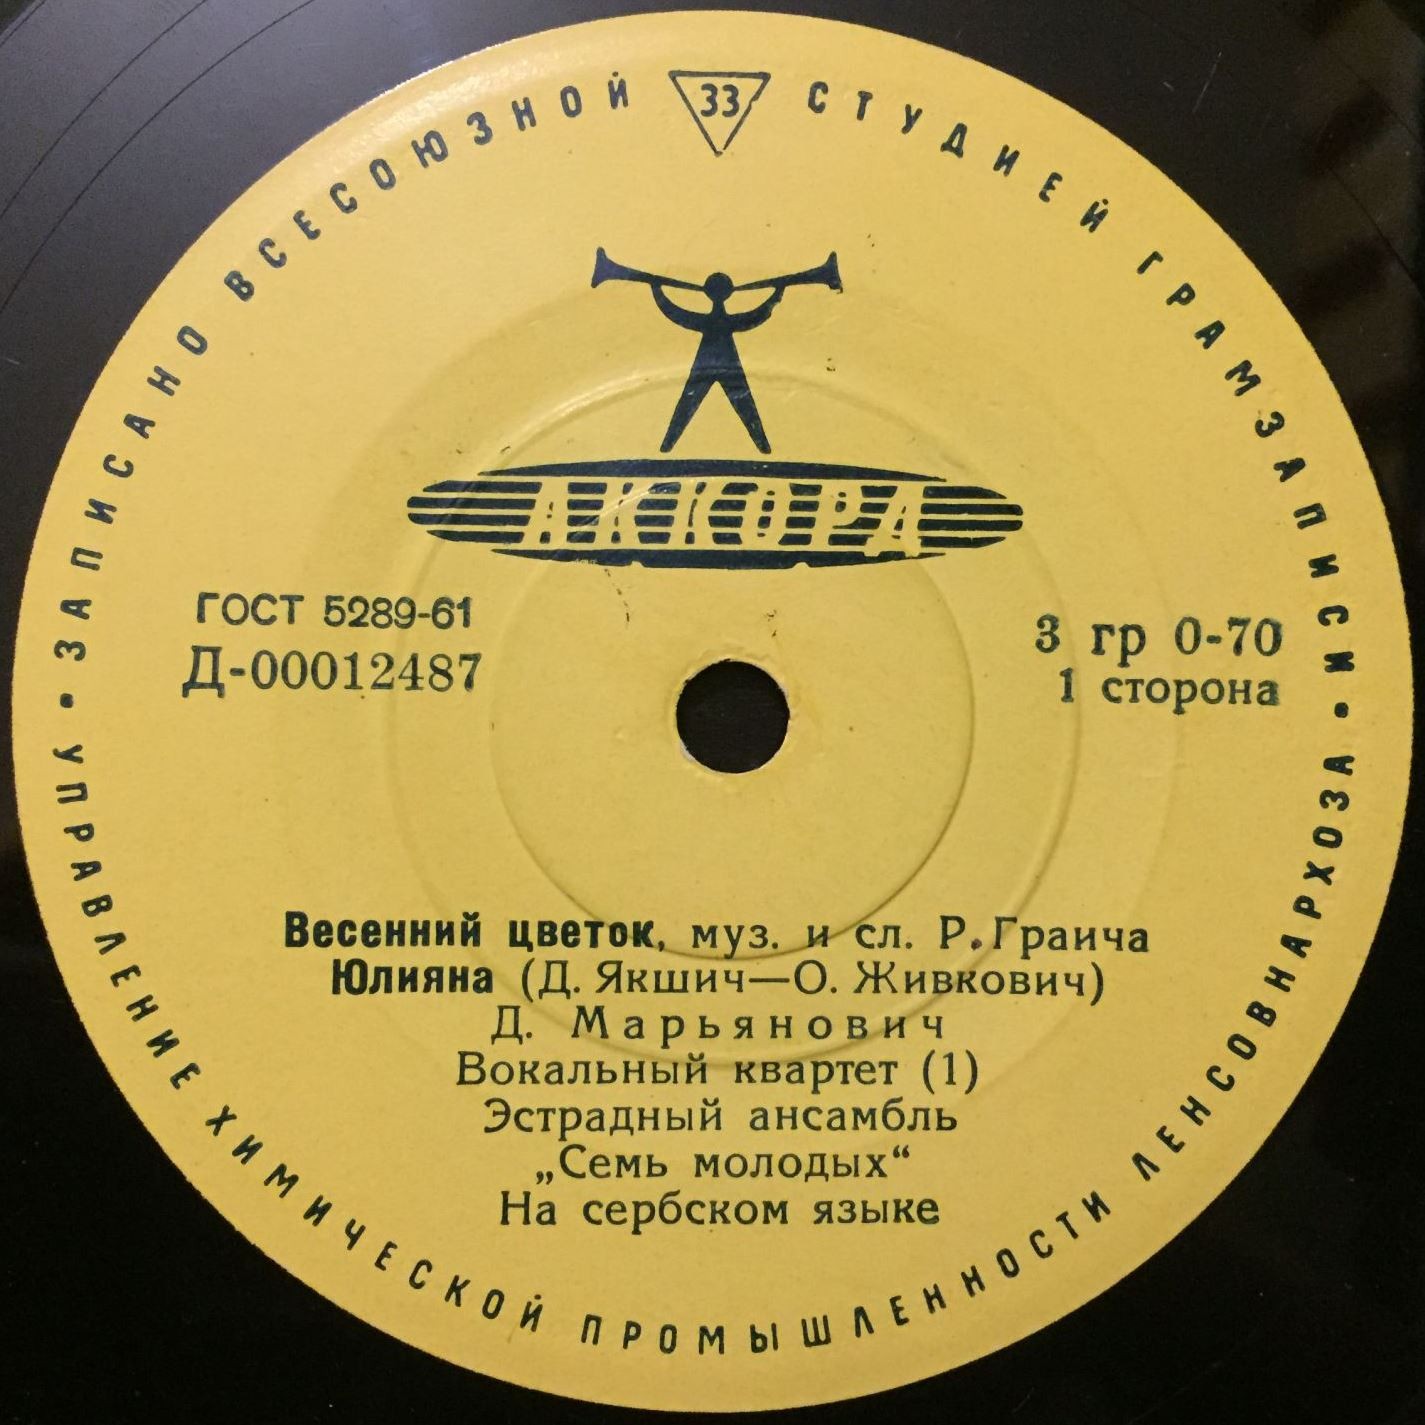 ЗАПИСАНО ВСЕСОЮЗНОЙ СТУДИЕЙ ГРАМЗАПИСИ •
33
АККОРД
ГОСТ 5289-61
Д-00012487
3 гр 0-70
1 сторона
Весенний цветок, муз. и сл. Р. Граича
Юлияна (Д. Якшич—О. Живкович)
Д. Марьянович
Вокальный квартет (1)
Эстрадный ансамбль
„Семь молодых“
На сербском языке
УПРАВЛЕНИЕ ХИМИЧЕСКОЙ ПРОМЫШЛЕННОСТИ ЛЕНСОВНАРХОЗА •